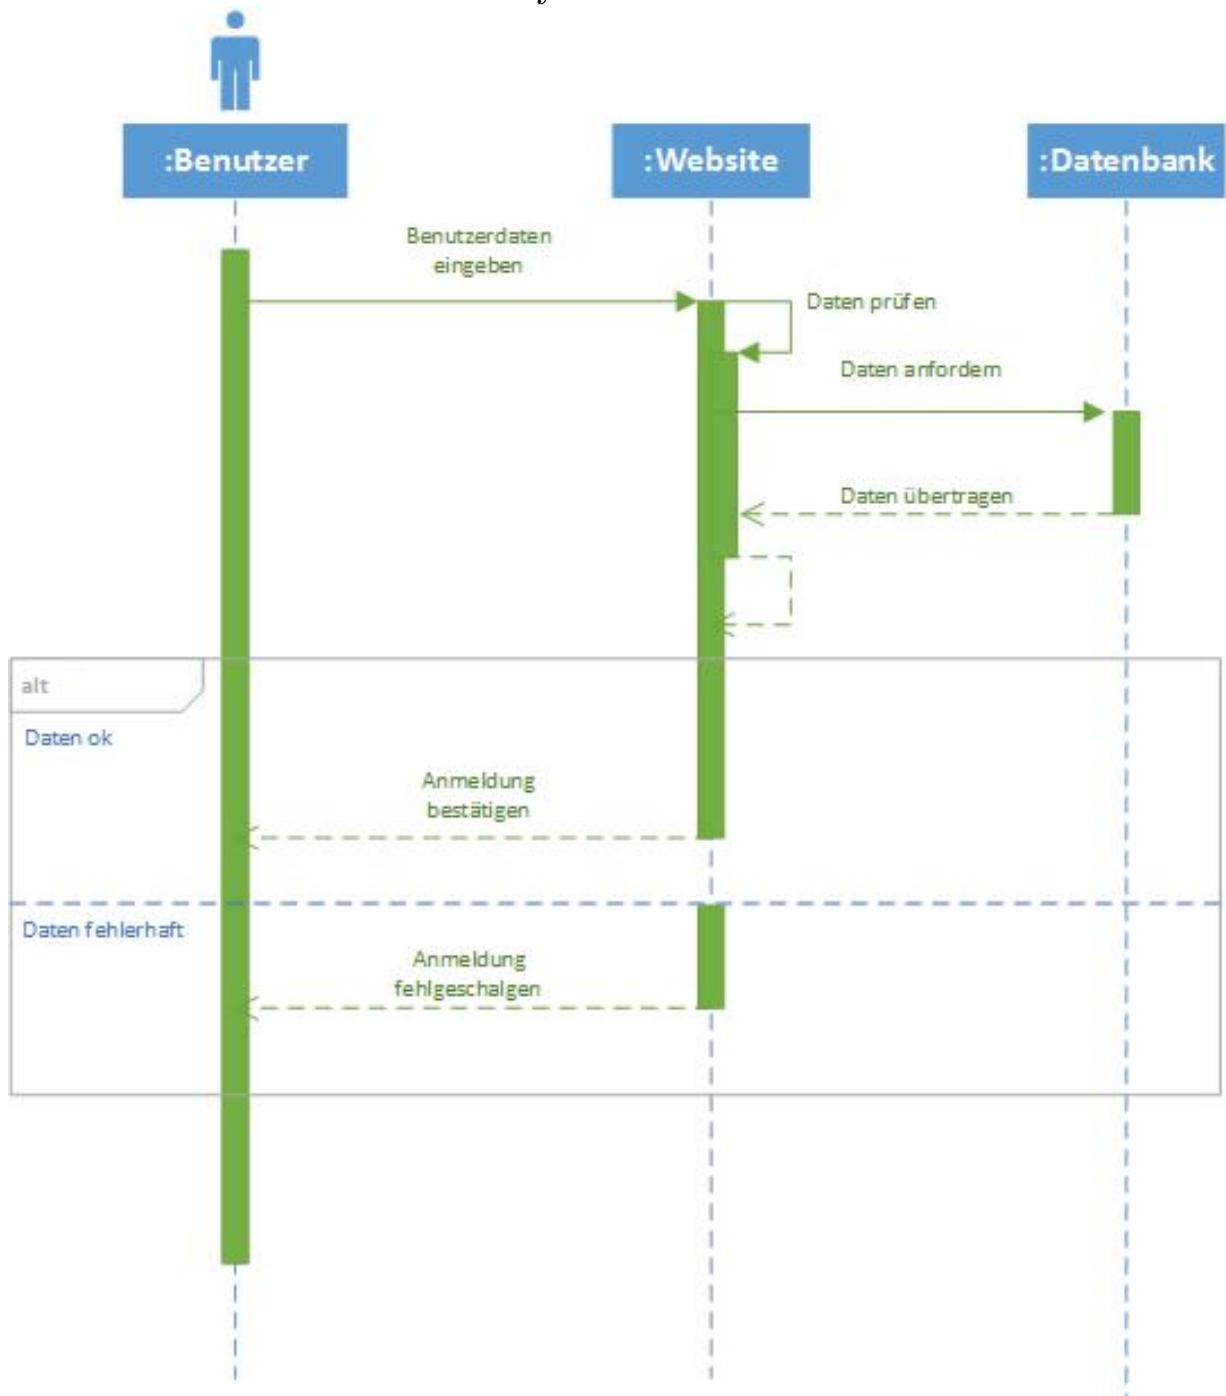 :Benutzer
:Website
:Datenbank
Benutzerdaten
eingeben
Daten prüfen
Daten anfordern
Daten übertragen
alt
Daten ok
Anmeldung
bestätigen
Daten fehlerhaft
Anmeldung
fehlgeschalgen